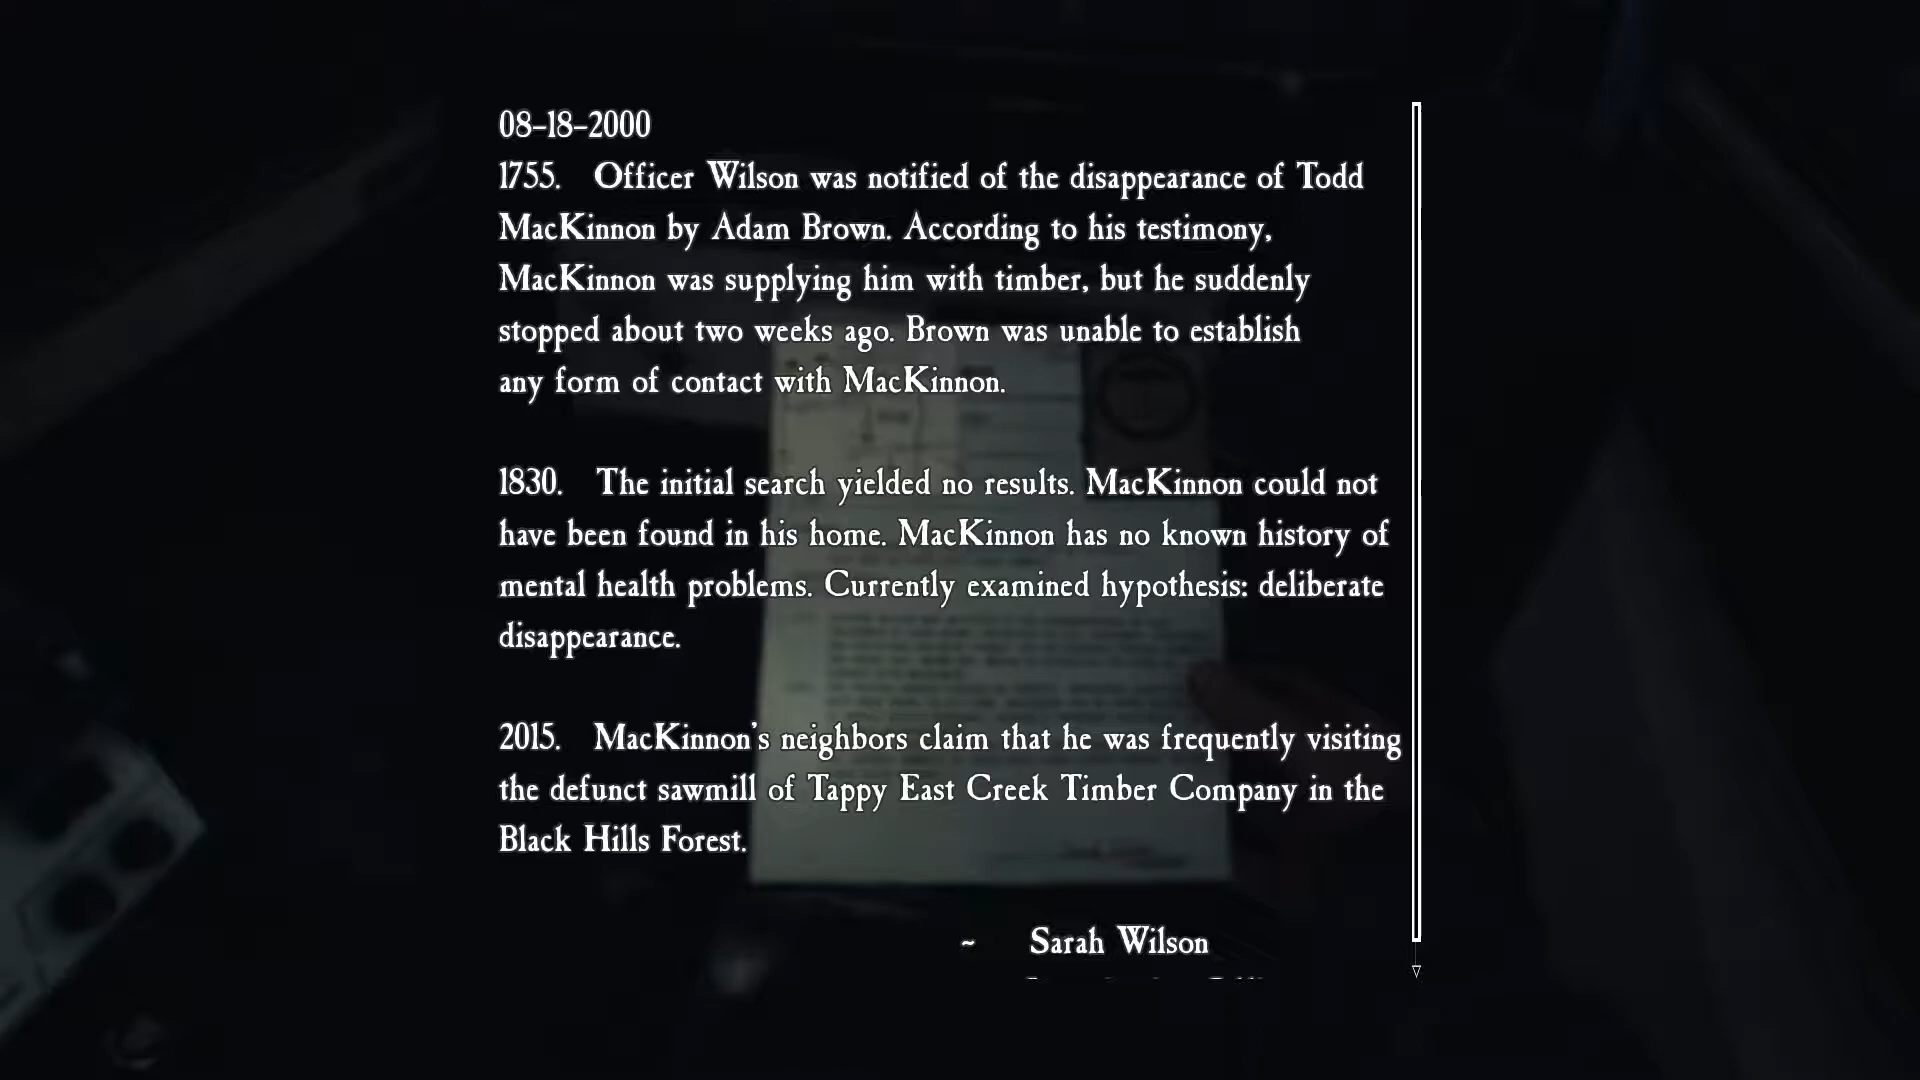 08-18-2000
1755. Officer Wilson was notified of the disappearance of Todd
MacKinnon by Adam Brown. According to his testimony,
MacKinnon was supplying him with timber, but he suddenly
stopped about two weeks ago. Brown was unable to establish
any form of contact with MacKinnon.
1830. The initial search yielded no results. MacKinnon could not
have been found in his home. MacKinnon has no known history of
mental health problems. Currently examined hypothesis: deliberate
disappearance.
2015. MacKinnon's neighbors claim that he was frequently visiting
the defunct sawmill of Tappy East Creek Timber Company in the
Black Hills Forest.
~ Sarah Wilson